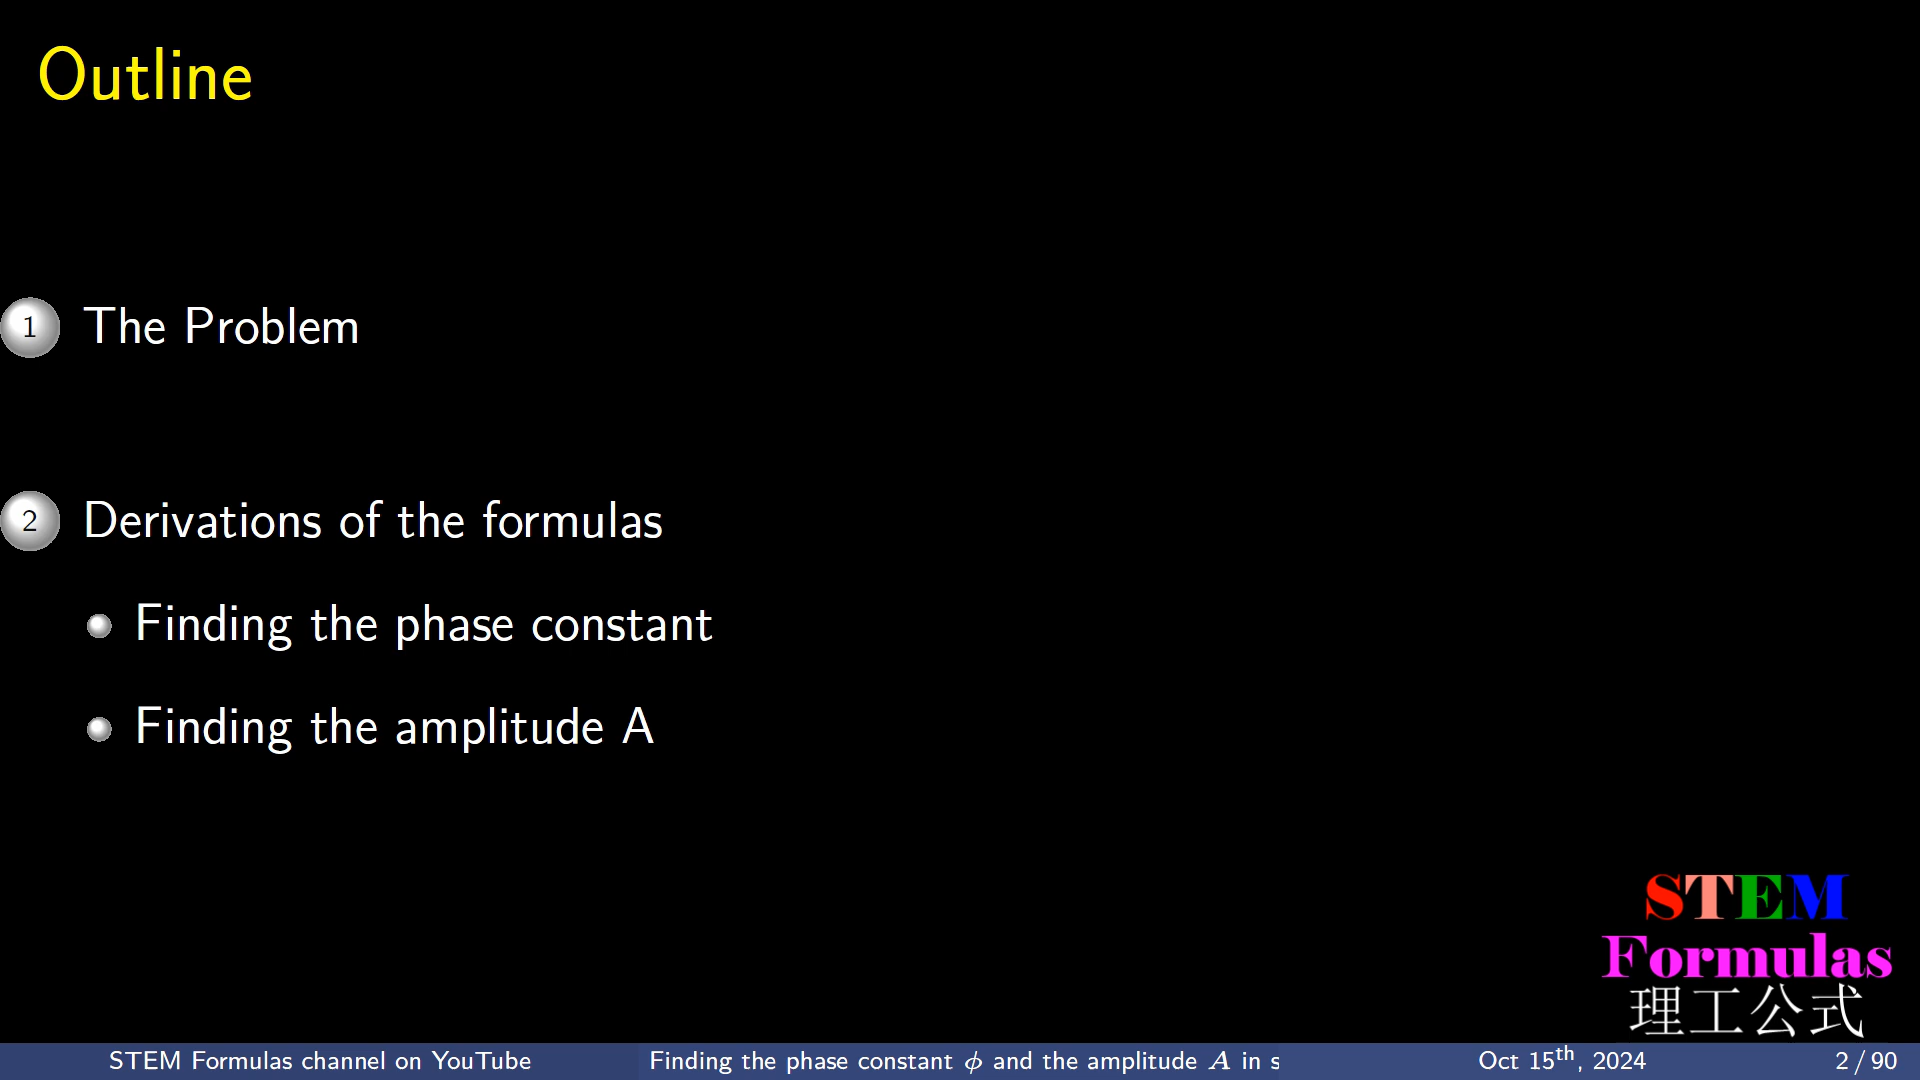 Outline
1 The Problem
2 Derivations of the formulas
Finding the phase constant
Finding the amplitude A
STEM
Formulas
理工公式
STEM Formulas channel on YouTube
Finding the phase constant ϕ and the amplitude A in s
Oct 15th, 2024
2 / 90